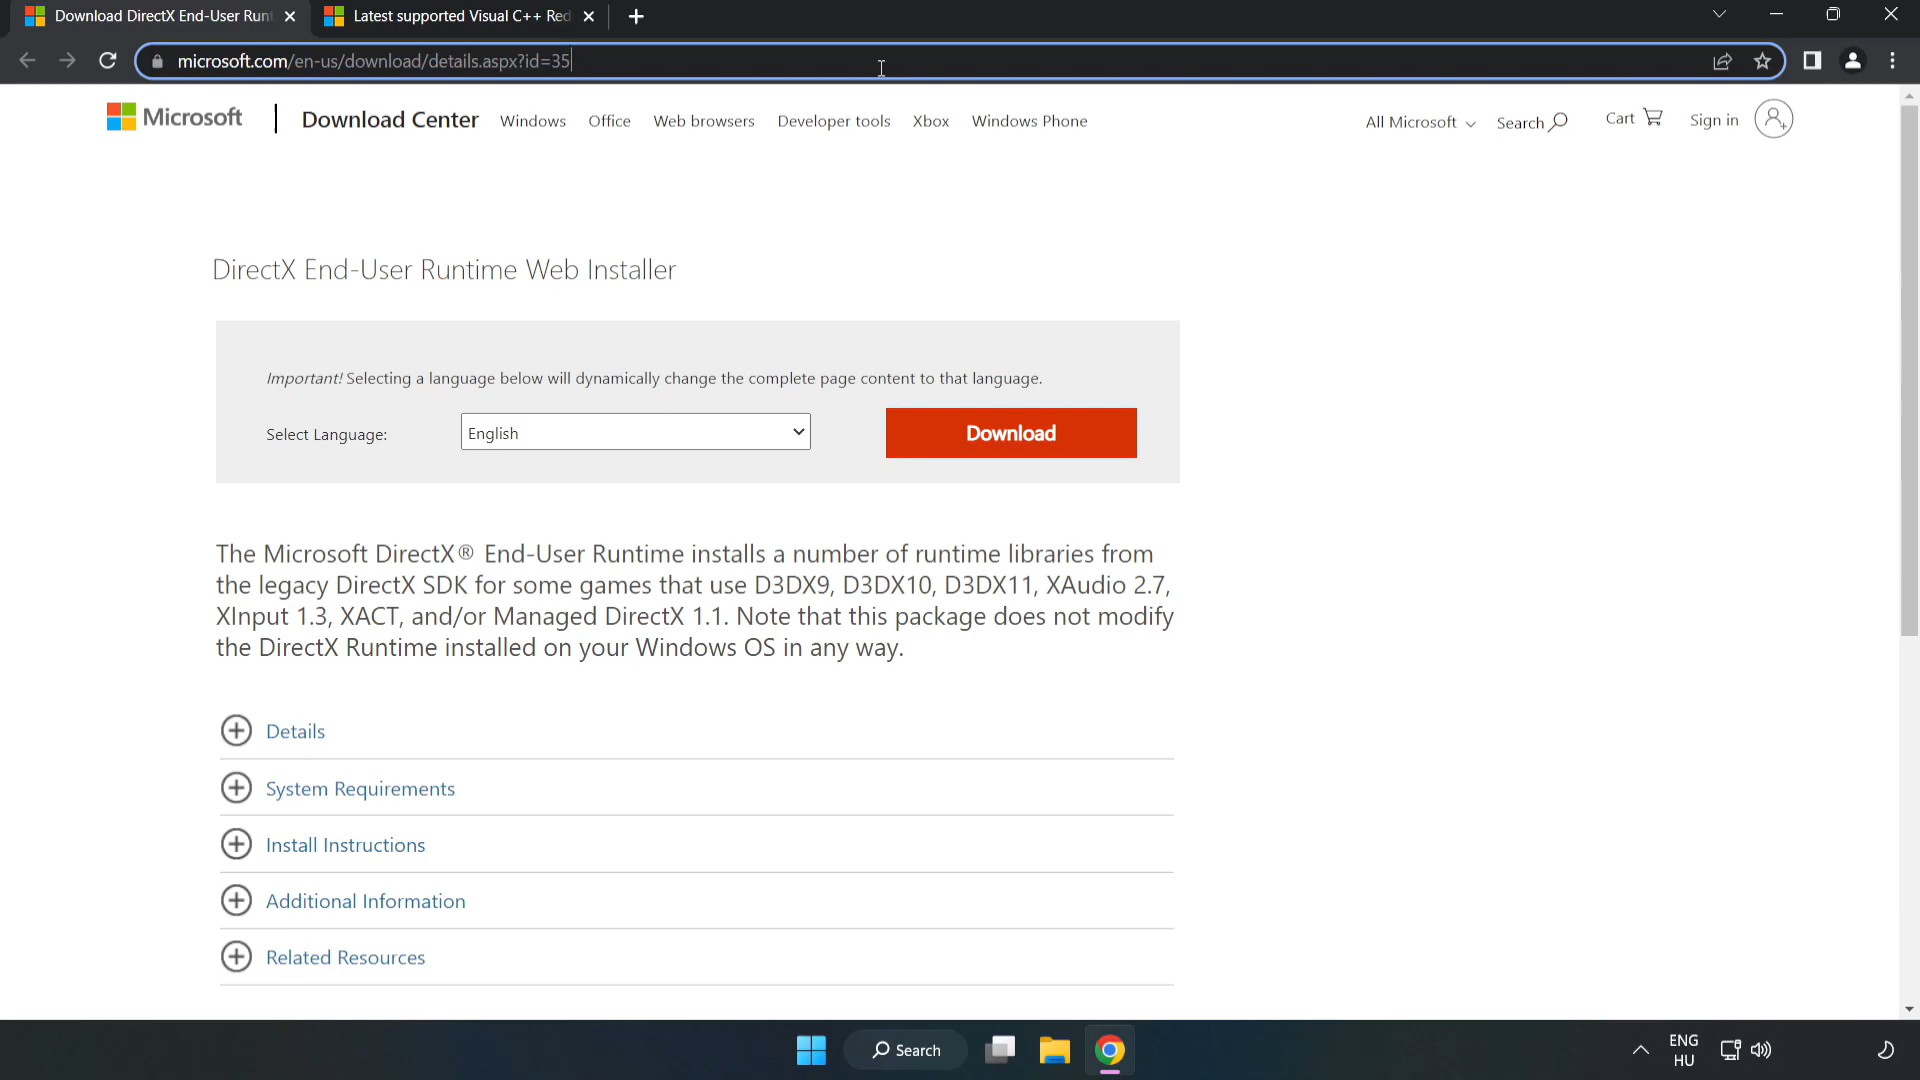 Download DirectX End-User Runt
Latest supported Visual C++ Red
microsoft.com/en-us/download/details.aspx?id=35
Microsoft
Download Center
Windows
Office
Web browsers
Developer tools
Xbox
Windows Phone
All Microsoft
Search
Cart
Sign in
DirectX End-User Runtime Web Installer
Important! Selecting a language below will dynamically change the complete page content to that language.
Select Language:
English
Download
The Microsoft DirectX® End-User Runtime installs a number of runtime libraries from
the legacy DirectX SDK for some games that use D3DX9, D3DX10, D3DX11, XAudio 2.7,
XInput 1.3, XACT, and/or Managed DirectX 1.1. Note that this package does not modify
the DirectX Runtime installed on your Windows OS in any way.
Details
System Requirements
Install Instructions
Additional Information
Related Resources
Search
ENG
HU